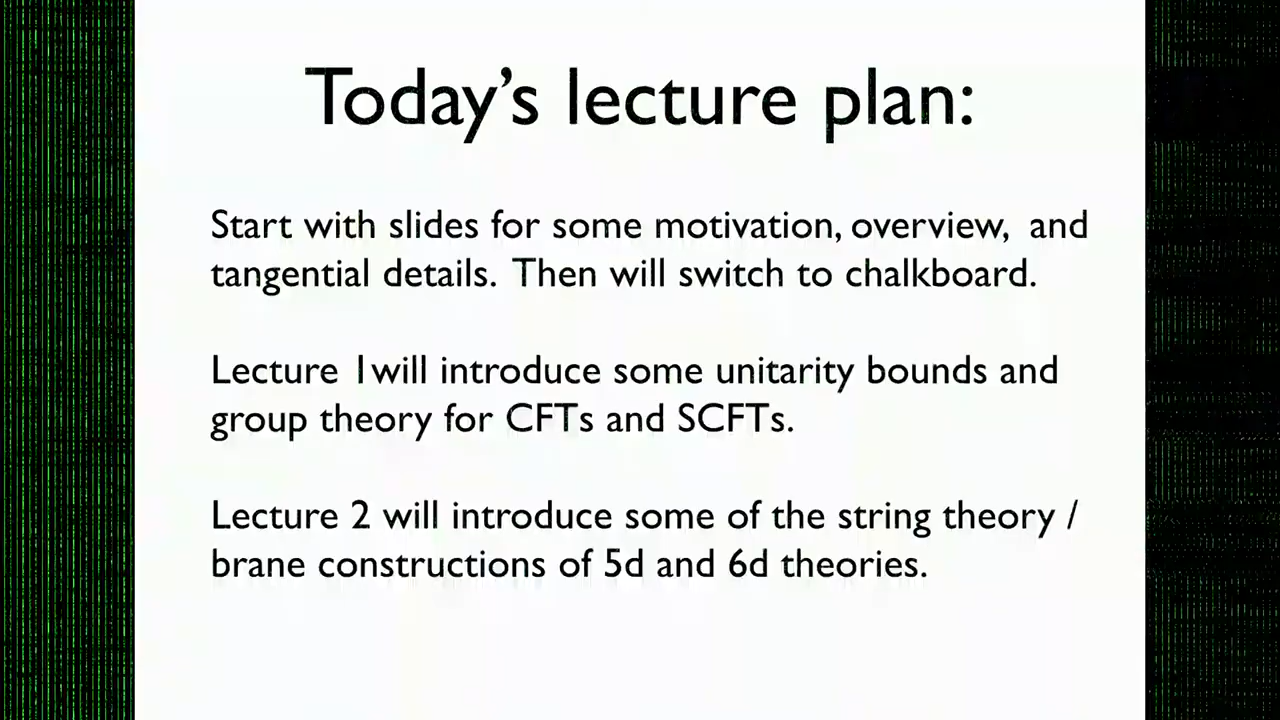 Today’s lecture plan:
Start with slides for some motivation, overview, and
tangential details. Then will switch to chalkboard.
Lecture 1will introduce some unitarity bounds and
group theory for CFTs and SCFTs.
Lecture 2 will introduce some of the string theory /
brane constructions of 5d and 6d theories.